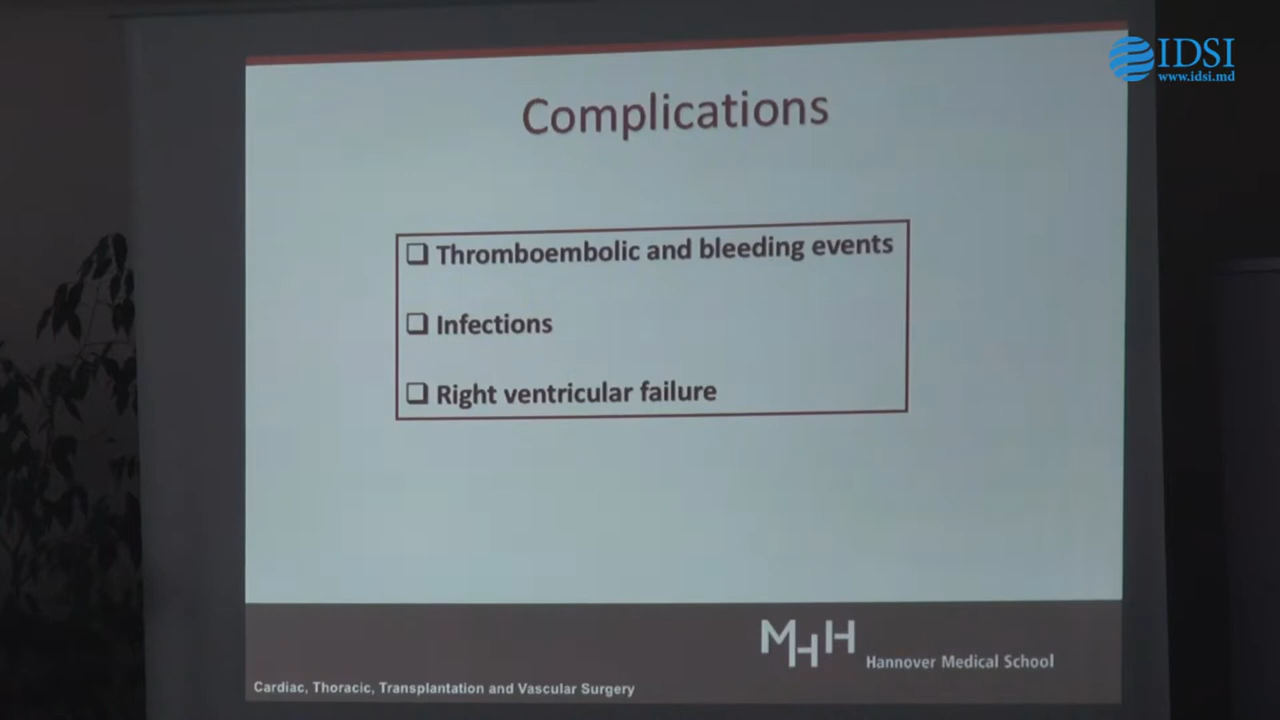 IDSI
www.idsi.md
Complications
❑ Thromboembolic and bleeding events
❑ Infections
❑ Right ventricular failure
MHH
Hannover Medical School
Cardiac, Thoracic, Transplantation and Vascular Surgery